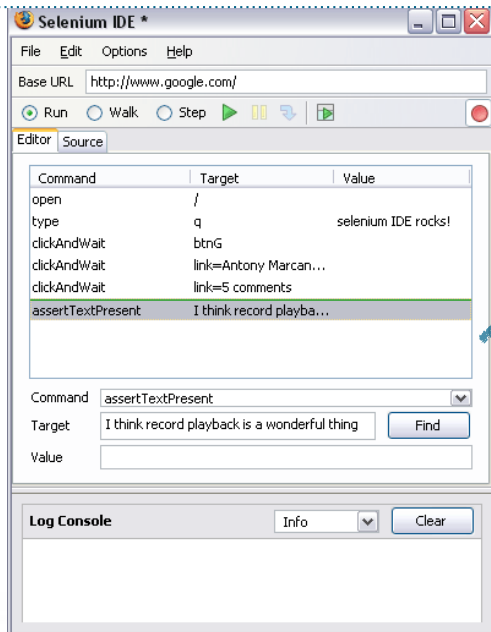 Selenium IDE *
File Edit Options Help
Base URL http://www.google.com/
Run Walk Step
Editor Source
Command Target Value
open /
type q selenium IDE rocks!
clickAndWait btnG
clickAndWait link=Antony Marcan...
clickAndWait link=5 comments
assertTextPresent I think record playba...
Command assertTextPresent
Target I think record playback is a wonderful thing Find
Value
Log Console Info Clear